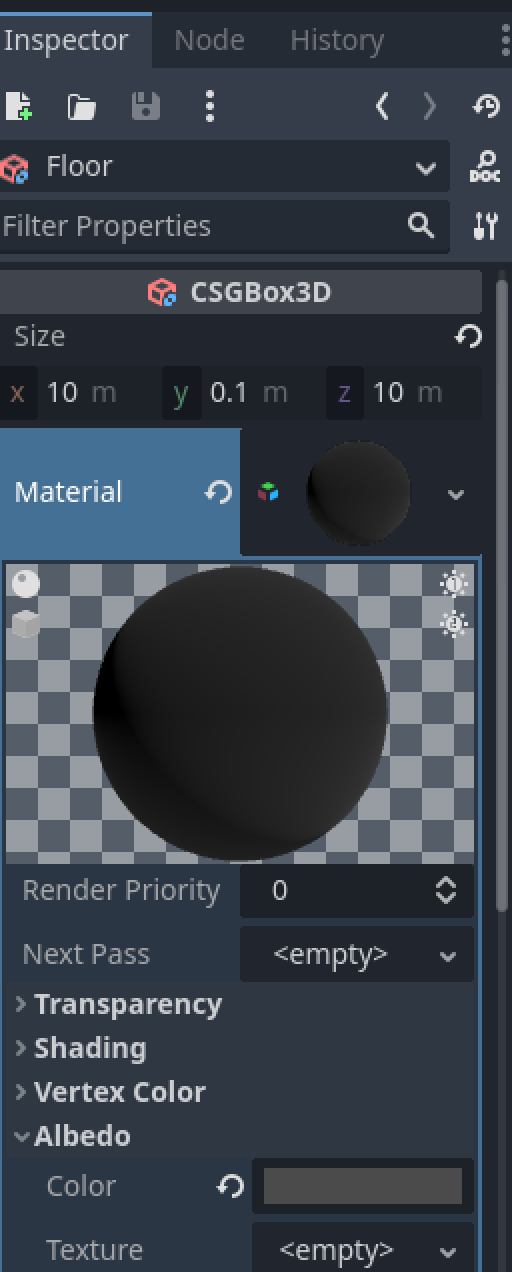 Inspector Node History
Floor
Filter Properties
CSGBox3D
Size
x 10 m y 0.1 m z 10 m
Material
Render Priority 0
Next Pass <empty>
Transparency
Shading
Vertex Color
Albedo
Color
Texture <empty>